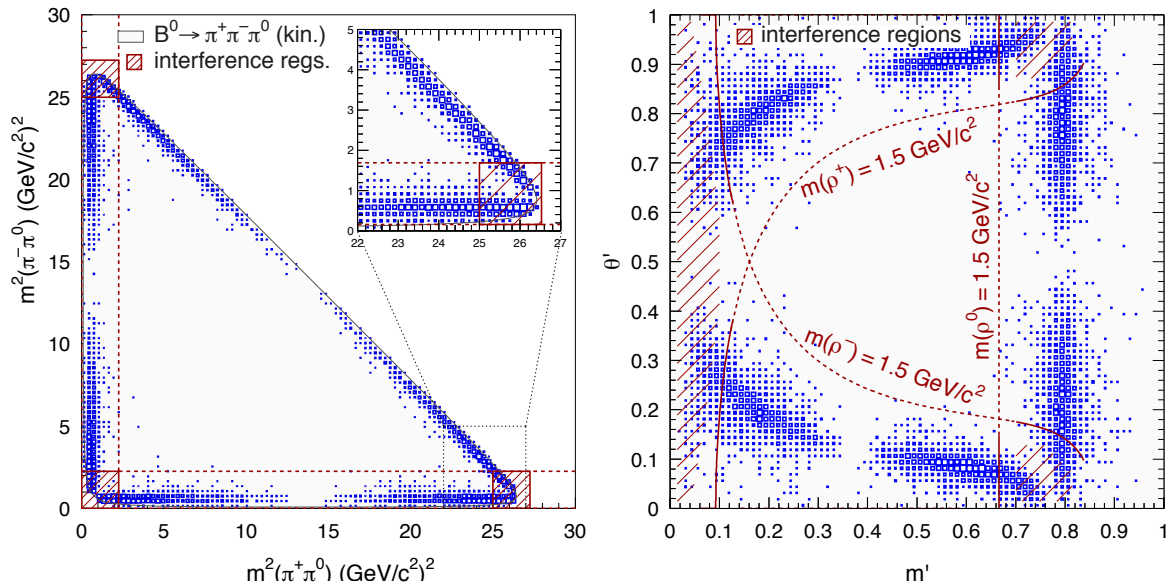 B⁰→ π⁺π⁻π⁰ (kin.)
interference regs.
30
25
20
15
10
5
0
0 5 10 15 20 25 30
m²(π⁻π⁰) (GeV/c²)²
m²(π⁺π⁰) (GeV/c²)²
5
4
3
2
1
0
22 23 24 25 26 27
interference regions
m(ρ⁺) = 1.5 GeV/c²
m(ρ⁰) = 1.5 GeV/c²
m(ρ⁻) = 1.5 GeV/c²
1
0.9
0.8
0.7
0.6
0.5
0.4
0.3
0.2
0.1
0
0 0.1 0.2 0.3 0.4 0.5 0.6 0.7 0.8 0.9 1
θ'
m'